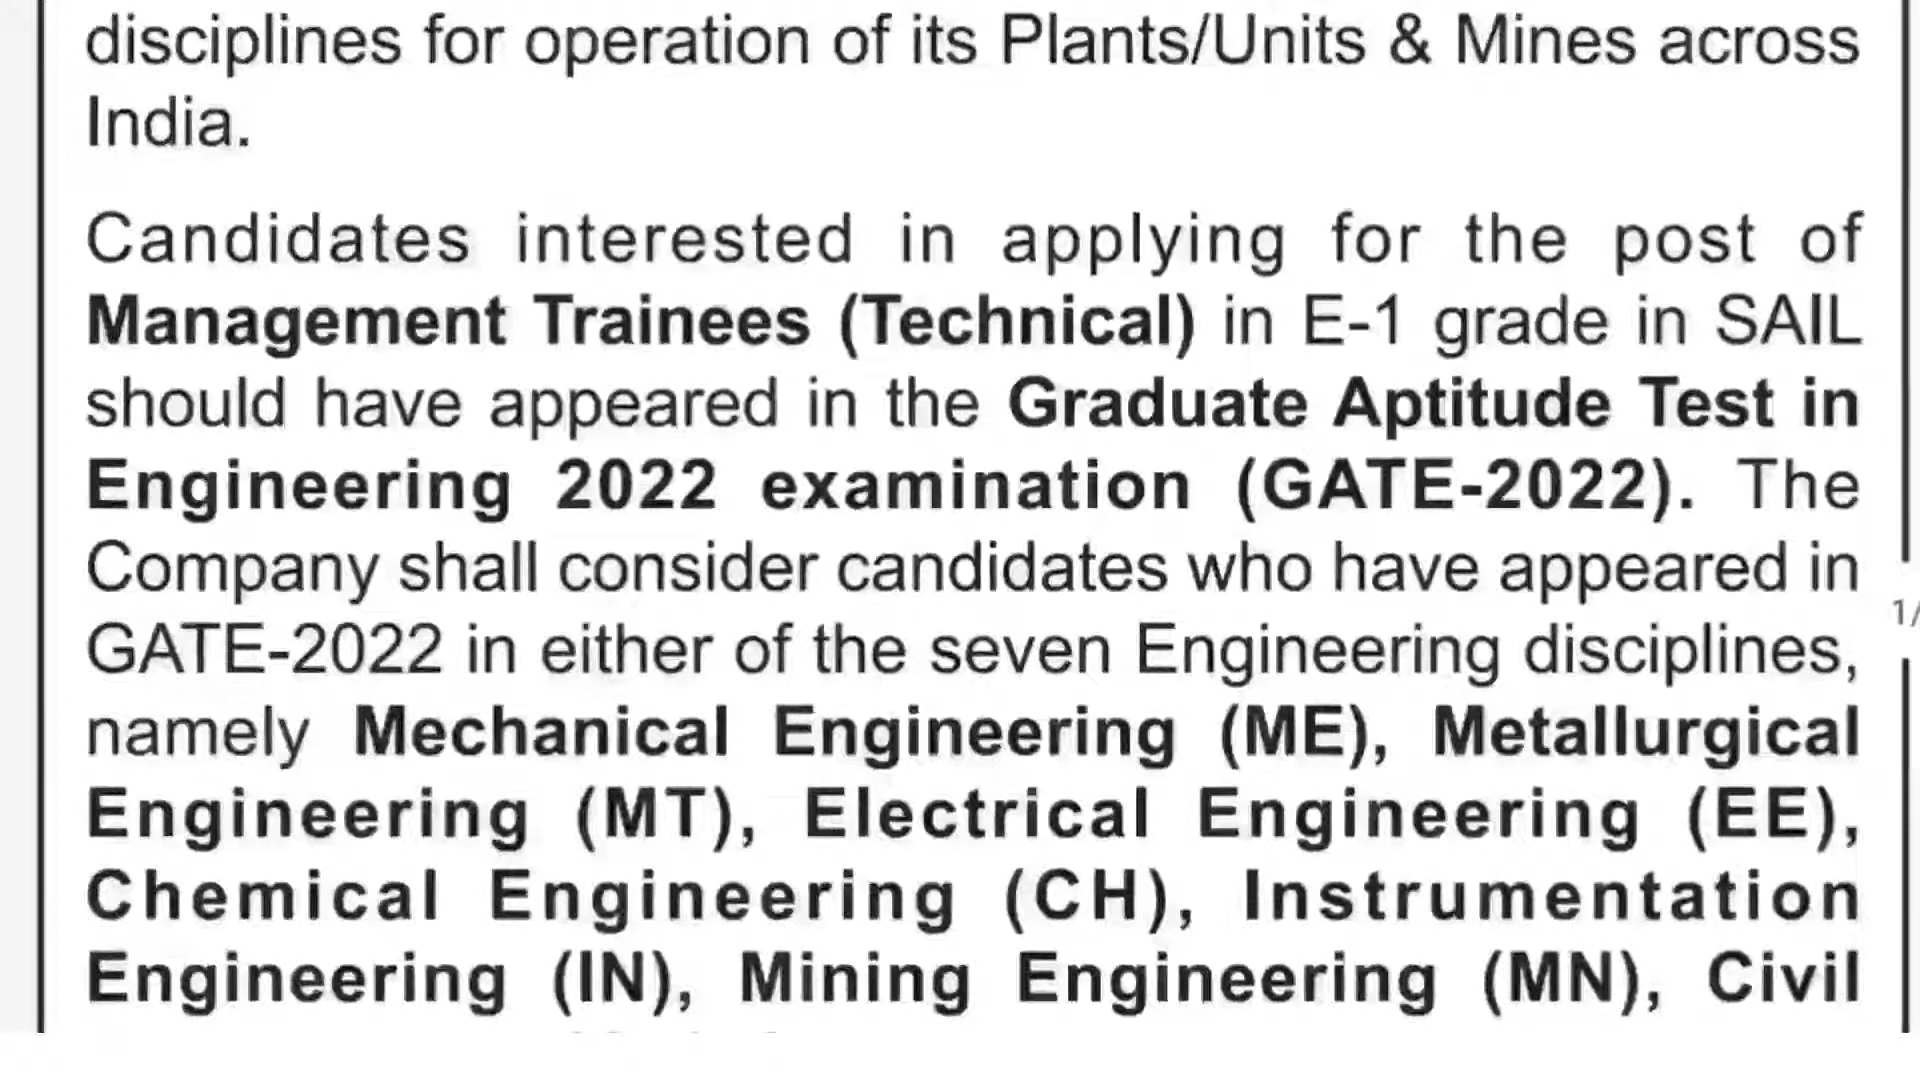 disciplines for operation of its Plants/Units & Mines across
India.
Candidates interested in applying for the post of
Management Trainees (Technical) in E-1 grade in SAIL
should have appeared in the Graduate Aptitude Test in
Engineering 2022 examination (GATE-2022). The
Company shall consider candidates who have appeared in
GATE-2022 in either of the seven Engineering disciplines,
namely Mechanical Engineering (ME), Metallurgical
Engineering (MT), Electrical Engineering (EE),
Chemical Engineering (CH), Instrumentation
Engineering (IN), Mining Engineering (MN), Civil
1/